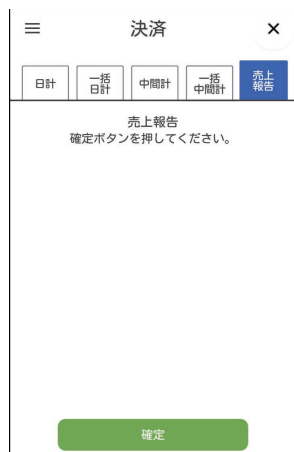 決済
日計
一括
日計
中間計
一括
中間計
売上
報告
売上報告
確定ボタンを押してください。
確定